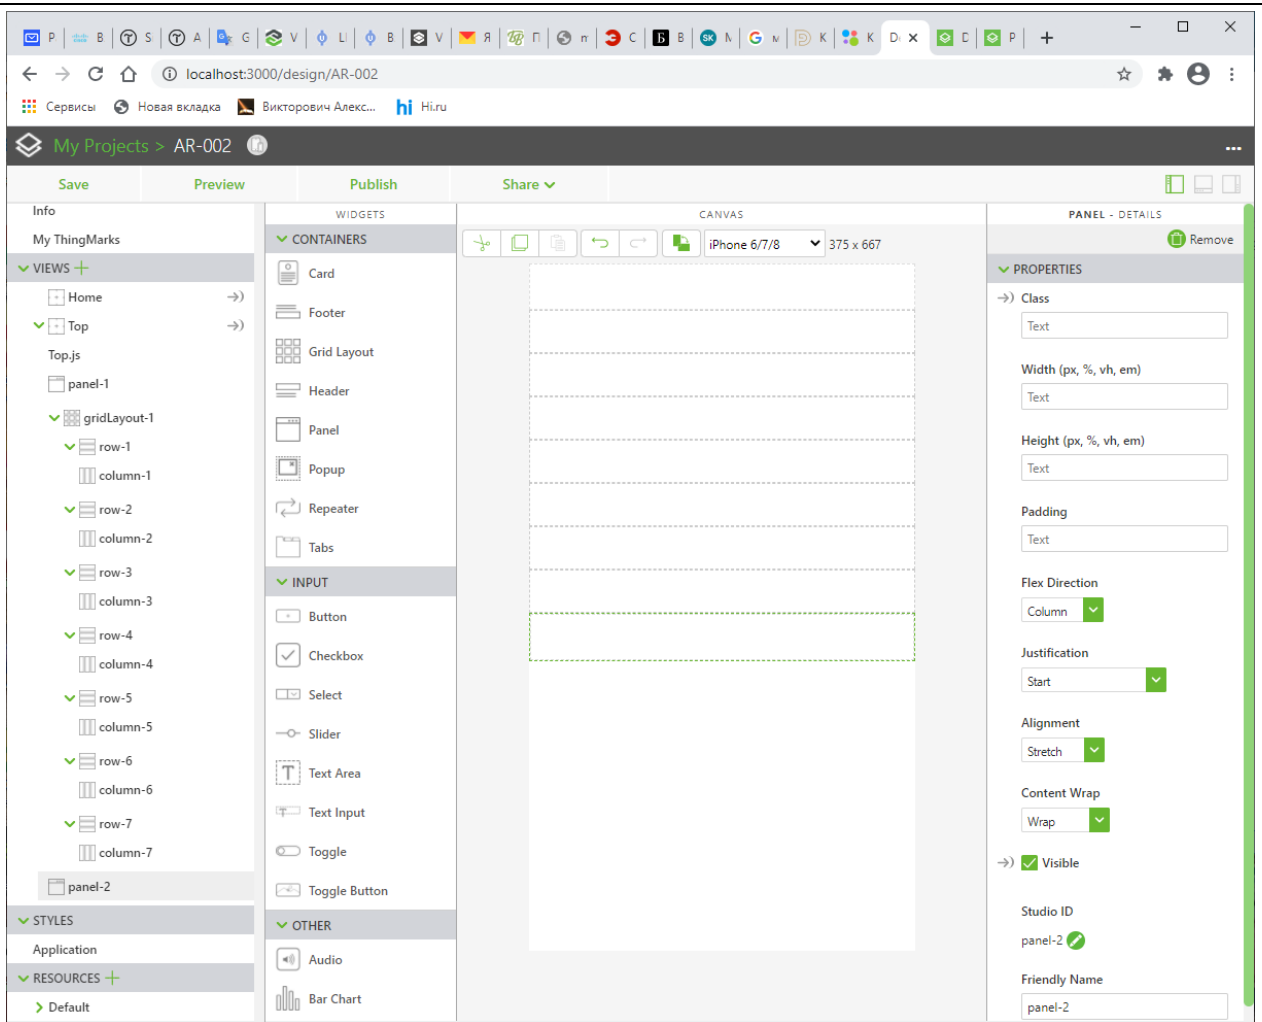 P B S A G V Ц B V Я П п С B N M K K D С P
localhost:3000/design/AR-002
Сервисы Новая вкладка Викторович Алекс... hi Hi.ru
My Projects > AR-002
Save Preview Publish Share
Info
My ThingMarks
VIEWS
Home
Top
Top.js
panel-1
gridLayout-1
row-1
column-1
row-2
column-2
row-3
column-3
row-4
column-4
row-5
column-5
row-6
column-6
row-7
column-7
panel-2
STYLES
Application
RESOURCES
Default
WIDGETS
CONTAINERS
Card
Footer
Grid Layout
Header
Panel
Popup
Repeater
Tabs
INPUT
Button
Checkbox
Select
Slider
Text Area
Text Input
Toggle
Toggle Button
OTHER
Audio
Bar Chart
CANVAS
iPhone 6/7/8 375 x 667
PANEL - DETAILS
Remove
PROPERTIES
Class
Text
Width (px, %, vh, em)
Text
Height (px, %, vh, em)
Text
Padding
Text
Flex Direction
Column
Justification
Start
Alignment
Stretch
Content Wrap
Wrap
Visible
Studio ID
panel-2
Friendly Name
panel-2